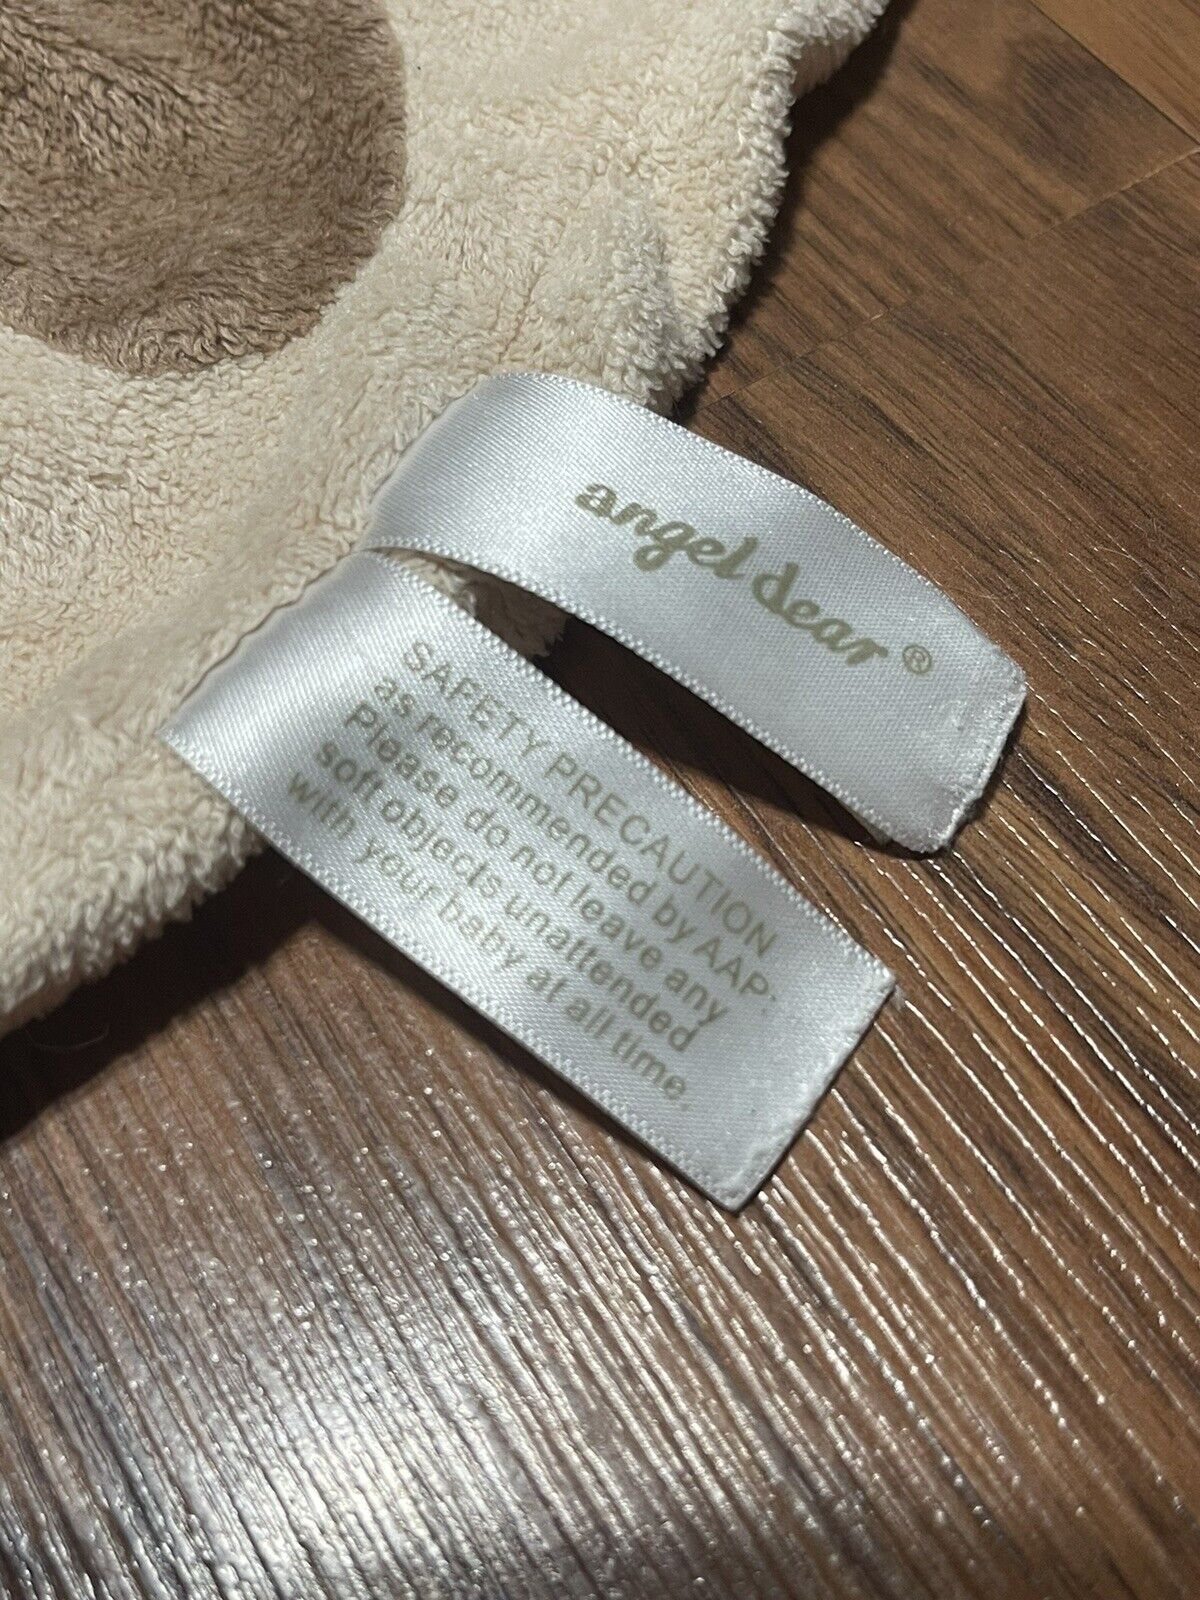 angel dear ®
SAFETY PRECAUTION
as recommended by AAP:
Please do not leave any
soft objects unattended
with your baby at all time.